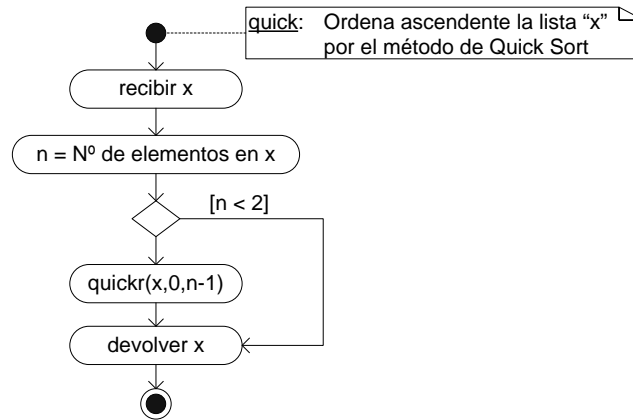 quick: Ordena ascendente la lista “x”
por el método de Quick Sort
recibir x
n = Nº de elementos en x
[n < 2]
quickr(x,0,n-1)
devolver x